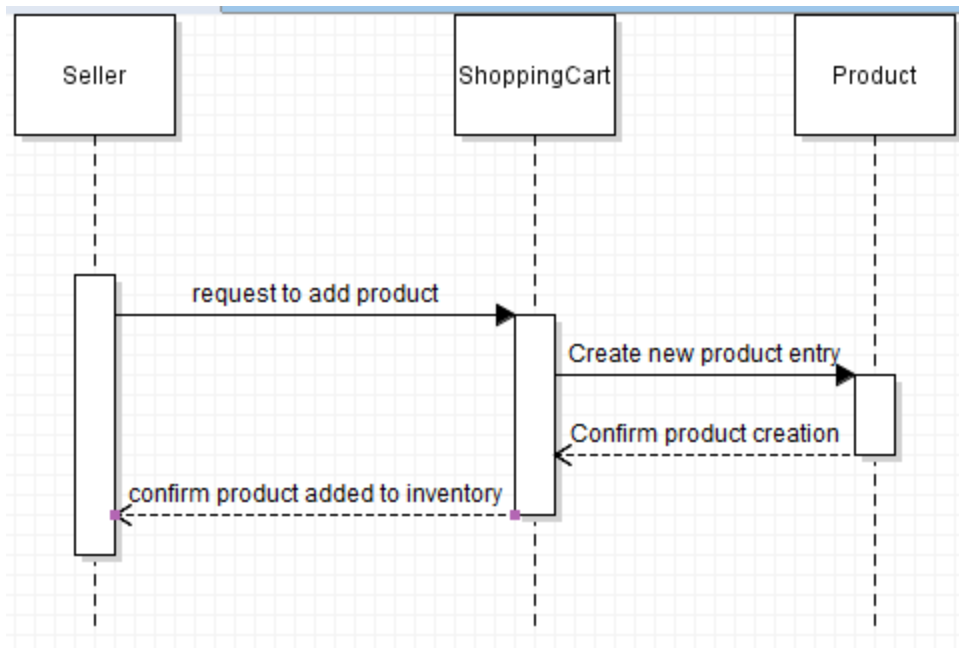 Seller
ShoppingCart
Product
request to add product
Create new product entry
Confirm product creation
confirm product added to inventory